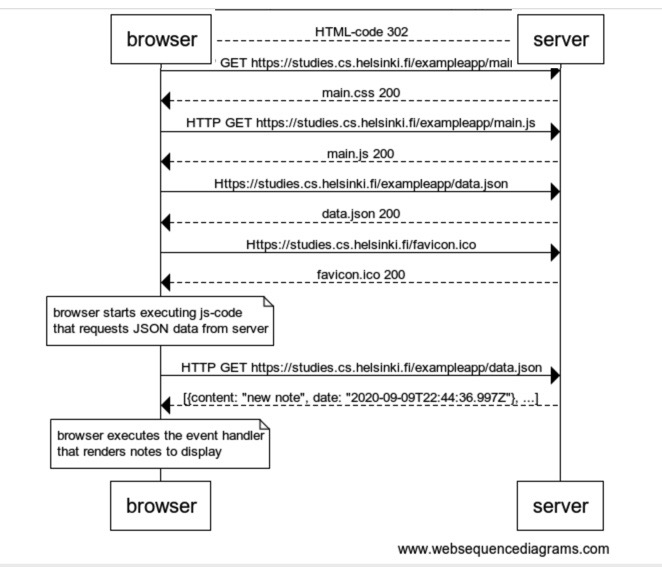 browser
HTML-code 302
server
GET https://studies.cs.helsinki.fi/exampleapp/main
main.css 200
HTTP GET https://studies.cs.helsinki.fi/exampleapp/main.js
main.js 200
Https://studies.cs.helsinki.fi/exampleapp/data.json
data.json 200
Https://studies.cs.helsinki.fi/favicon.ico
favicon.ico 200
browser starts executing js-code
that requests JSON data from server
HTTP GET https://studies.cs.helsinki.fi/exampleapp/data.json
[{content: "new note", date: "2020-09-09T22:44:36.997Z"}, ...]
browser executes the event handler
that renders notes to display
browser
server
www.websequencediagrams.com